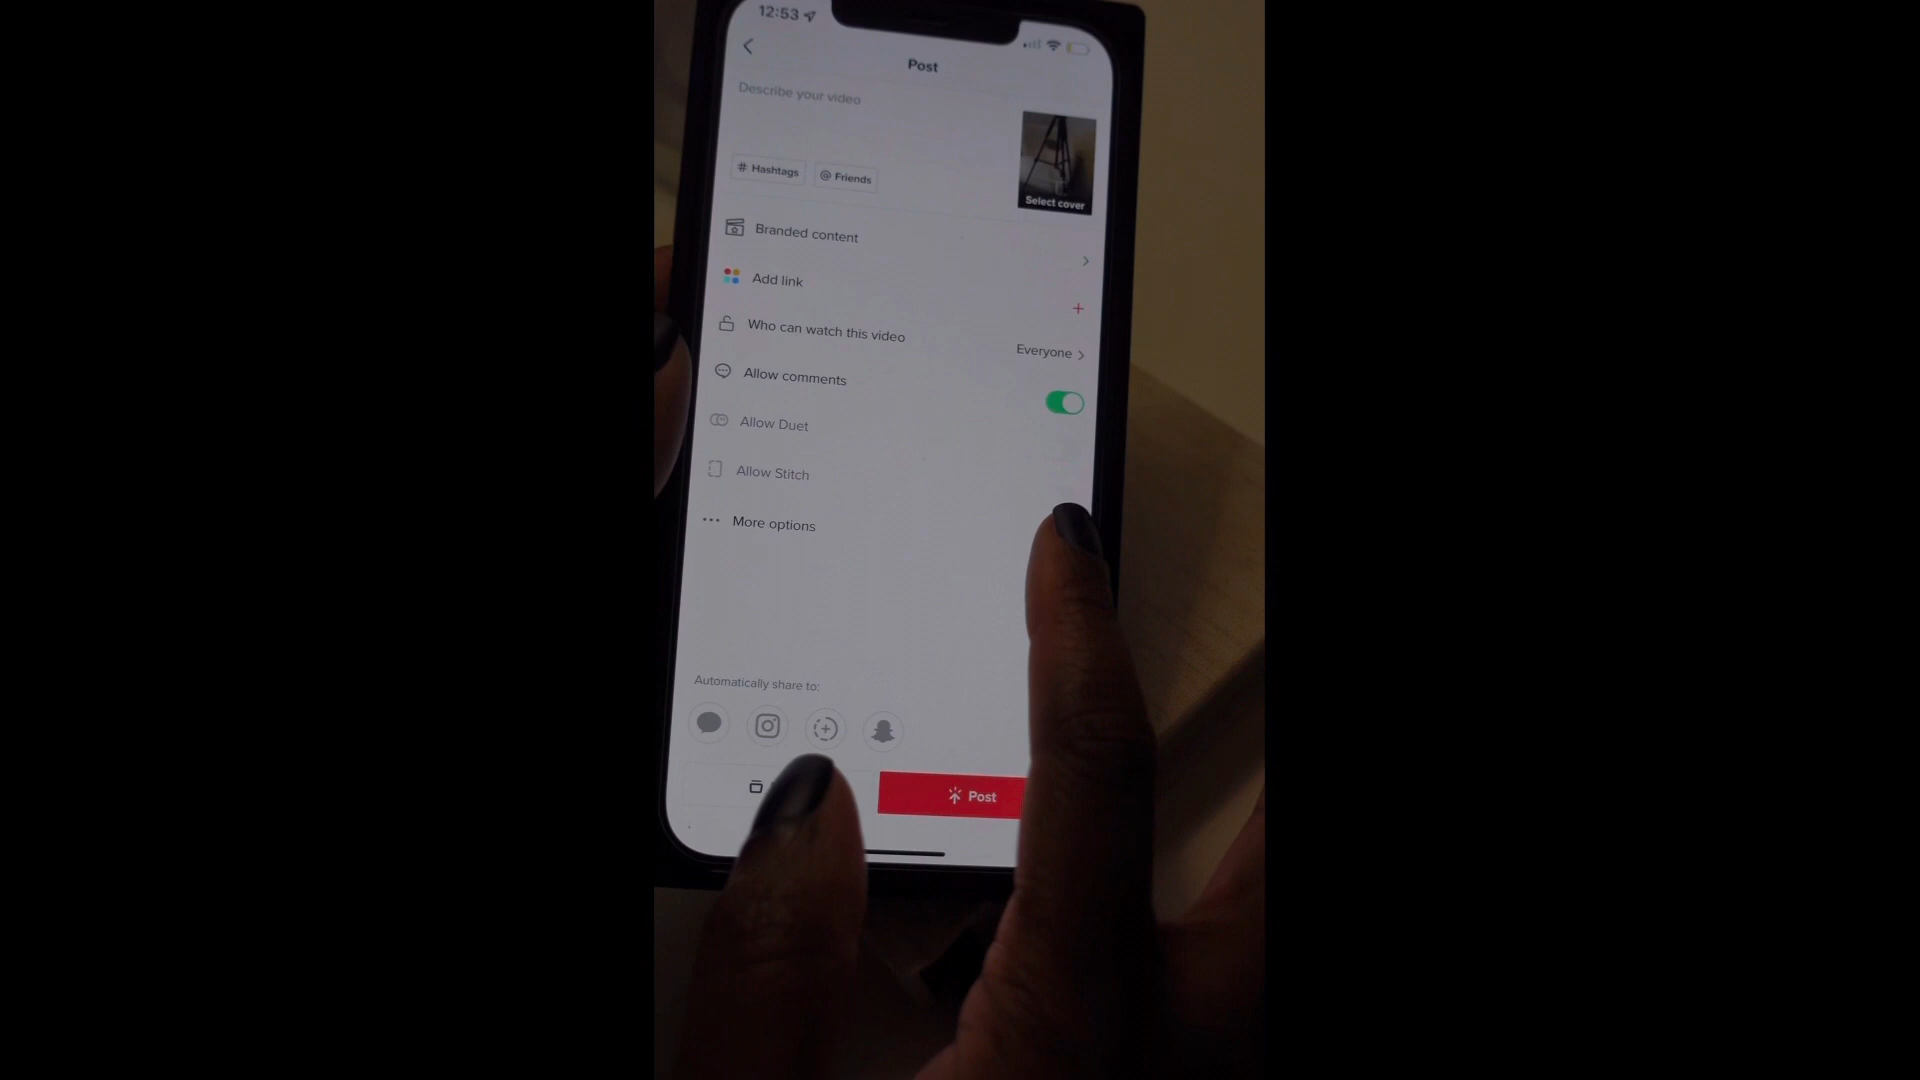 12:53
Post
Describe your video
# Hashtags
@ Friends
Select cover
Branded content
Add link
Who can watch this video
Everyone
Allow comments
Allow Duet
Allow Stitch
More options
Automatically share to:
Post